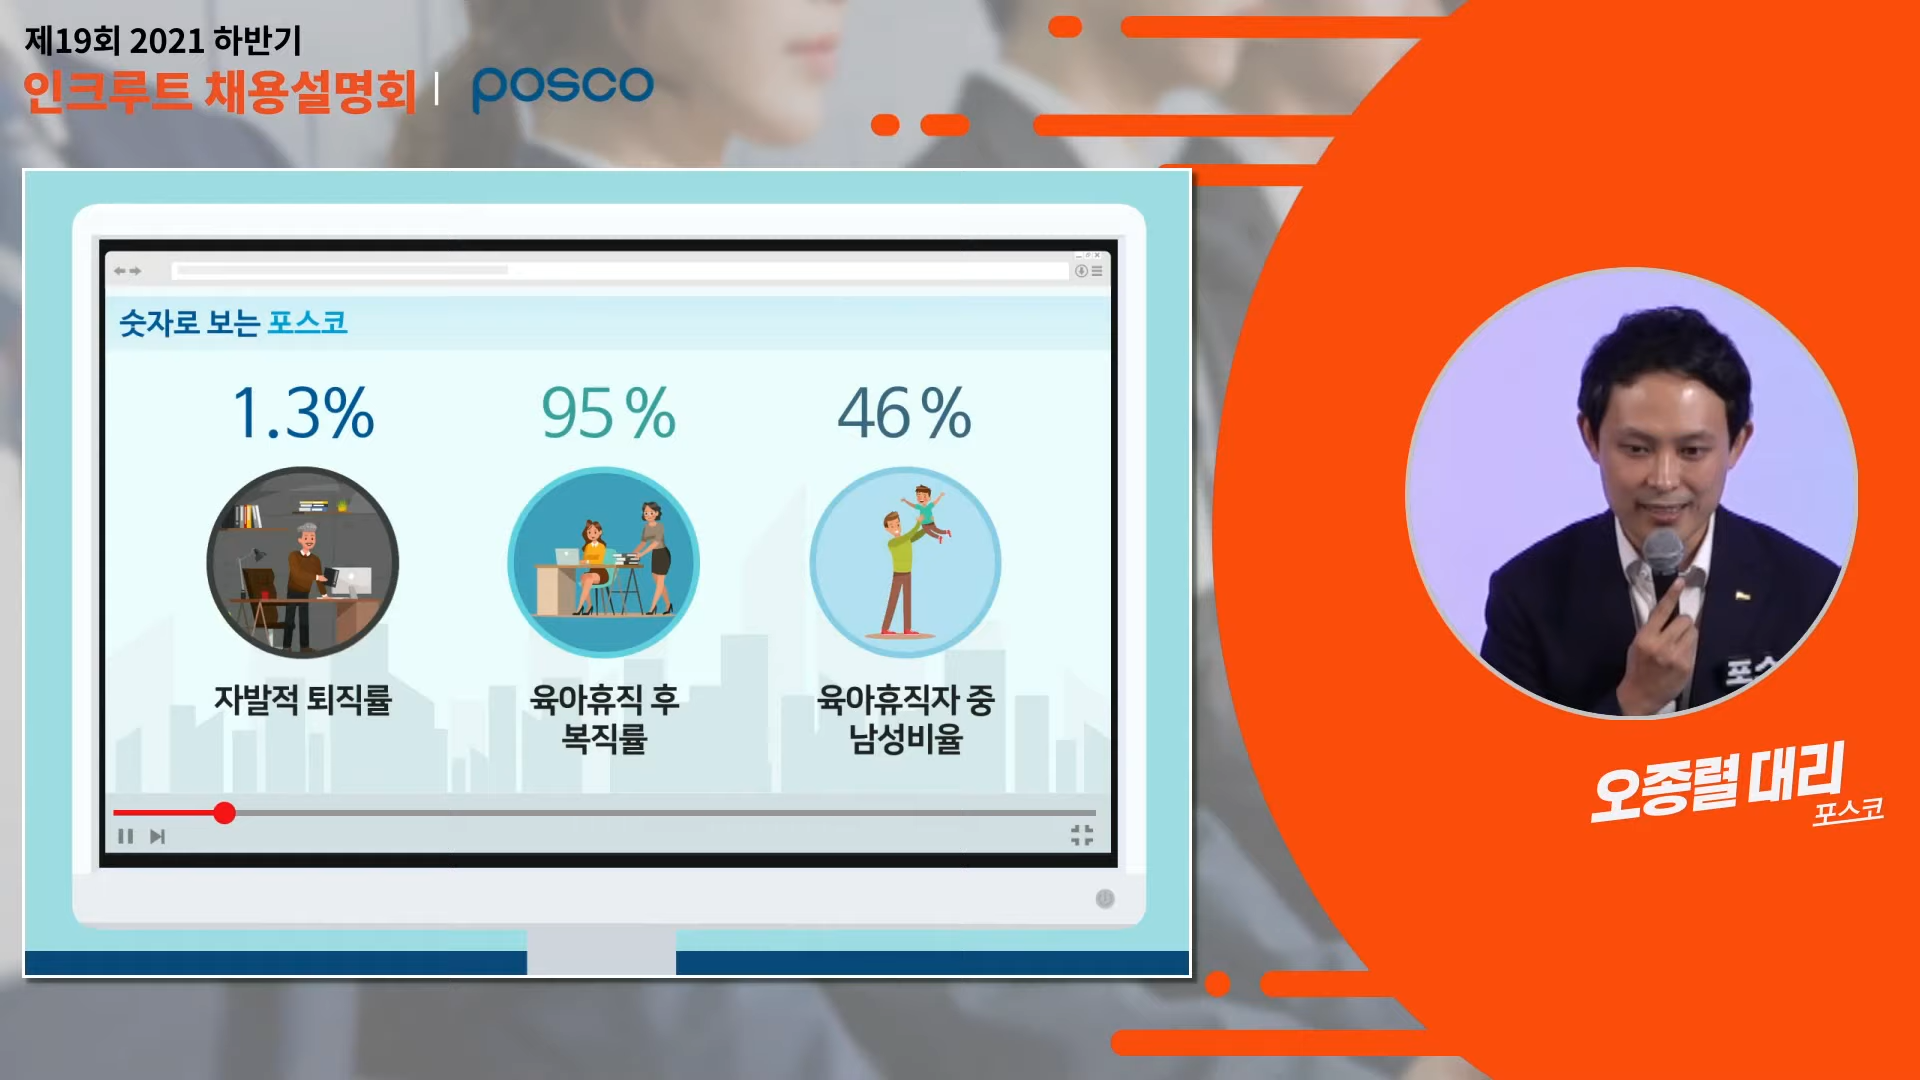 제19회 2021 하반기
인크루트 채용설명회
posco
숫자로 보는 포스코
1.3%
95%
46%
자발적 퇴직률
육아휴직 후
복직률
육아휴직자 중
남성비율
오종렬 대리
포스코